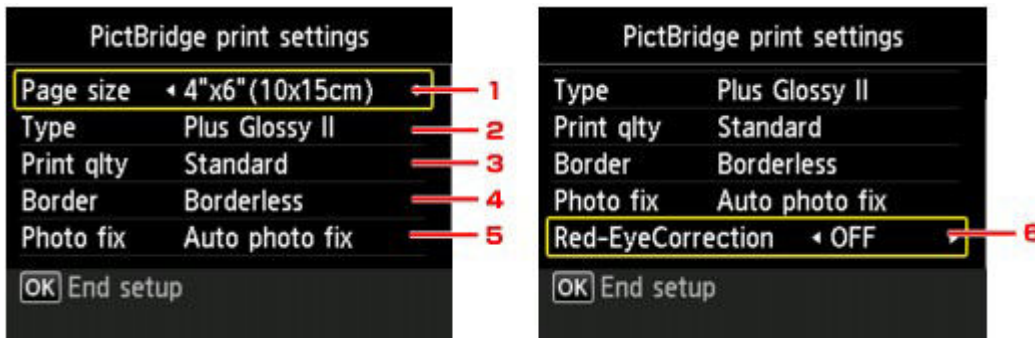 PictBridge print settings
Page size 4"x6"(10x15cm) 1
Type Plus Glossy II 2
Print qlty Standard 3
Border Borderless 4
Photo fix Auto photo fix 5
OK End setup
PictBridge print settings
Type Plus Glossy II
Print qlty Standard
Border Borderless
Photo fix Auto photo fix
Red-EyeCorrection OFF 6
OK End setup